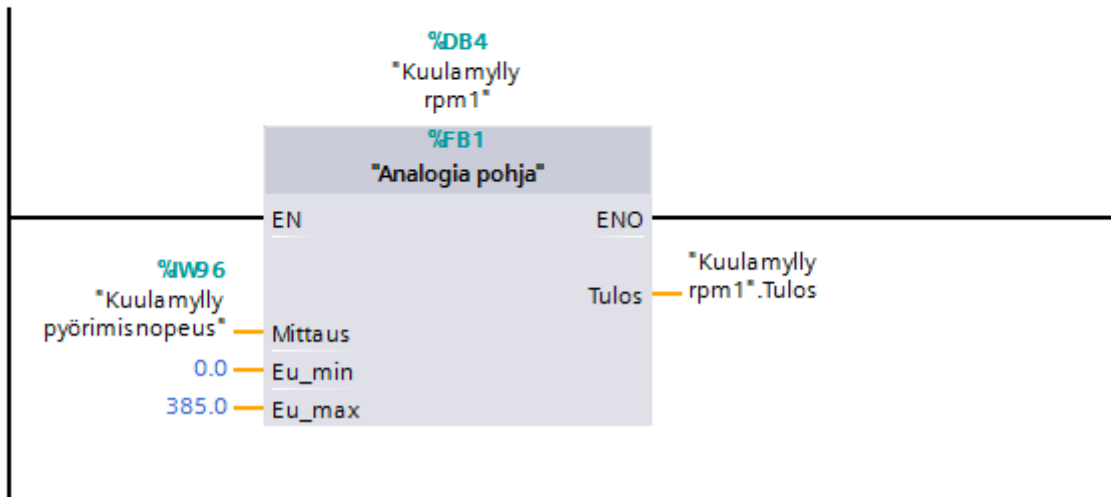 %DB4
"Kuulamylly
rpm1"
%FB1
"Analogia pohja"
EN
ENO
%IW96
"Kuulamylly
pyörimisnopeus"
Mittaus
"Kuulamylly
rpm1".Tulos
Tulos
0.0
Eu_min
385.0
Eu_max